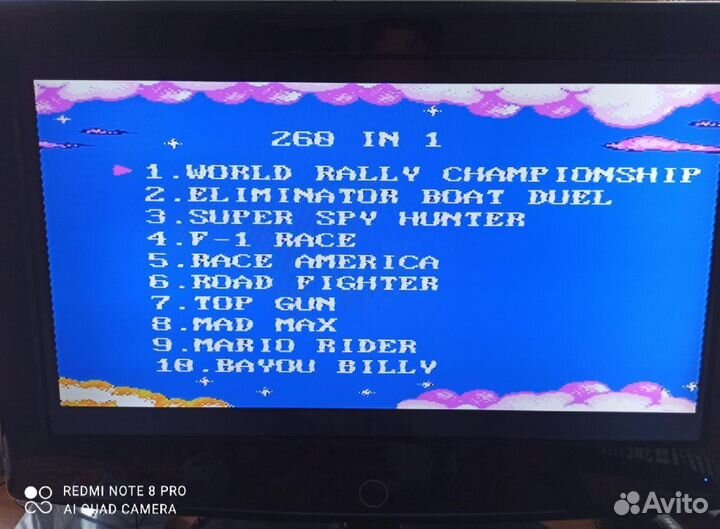 268 IN 1
1.WORLD RALLY CHAMPIONSHIP
2.ELIMINATOR BOAT DUEL
3.SUPER SPY HUNTER
4.F-1 RACE
5.RACE AMERICA
6.ROAD FIGHTER
7.TOP GUN
8.MAD MAX
9.MARIO RIDER
10.BAYOU BILLY
REDMI NOTE 8 PRO
AI QUAD CAMERA
Avito